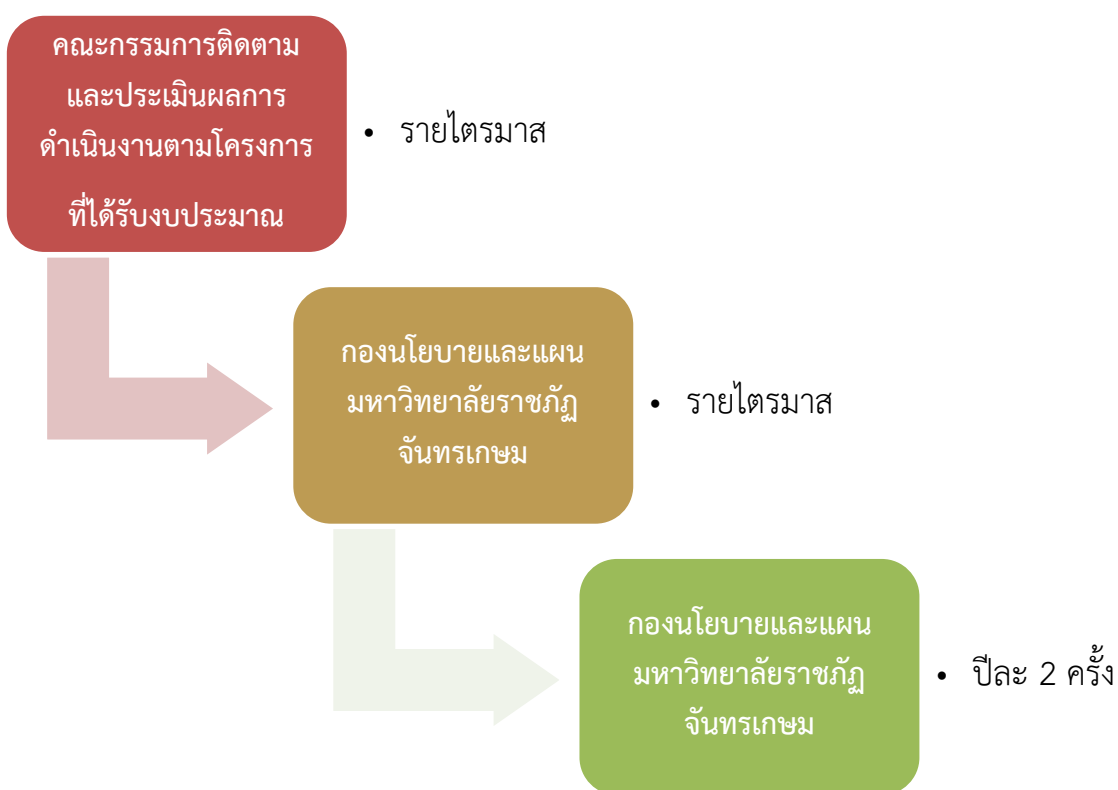 คณะกรรมการติดตาม
และประเมินผลการ
ดำเนินงานตามโครงการ
ที่ได้รับงบประมาณ
• รายไตรมาส
กองนโยบายและแผน
มหาวิทยาลัยราชภัฏ
จันทรเกษม
• รายไตรมาส
กองนโยบายและแผน
มหาวิทยาลัยราชภัฏ
จันทรเกษม
• ปีละ 2 ครั้ง